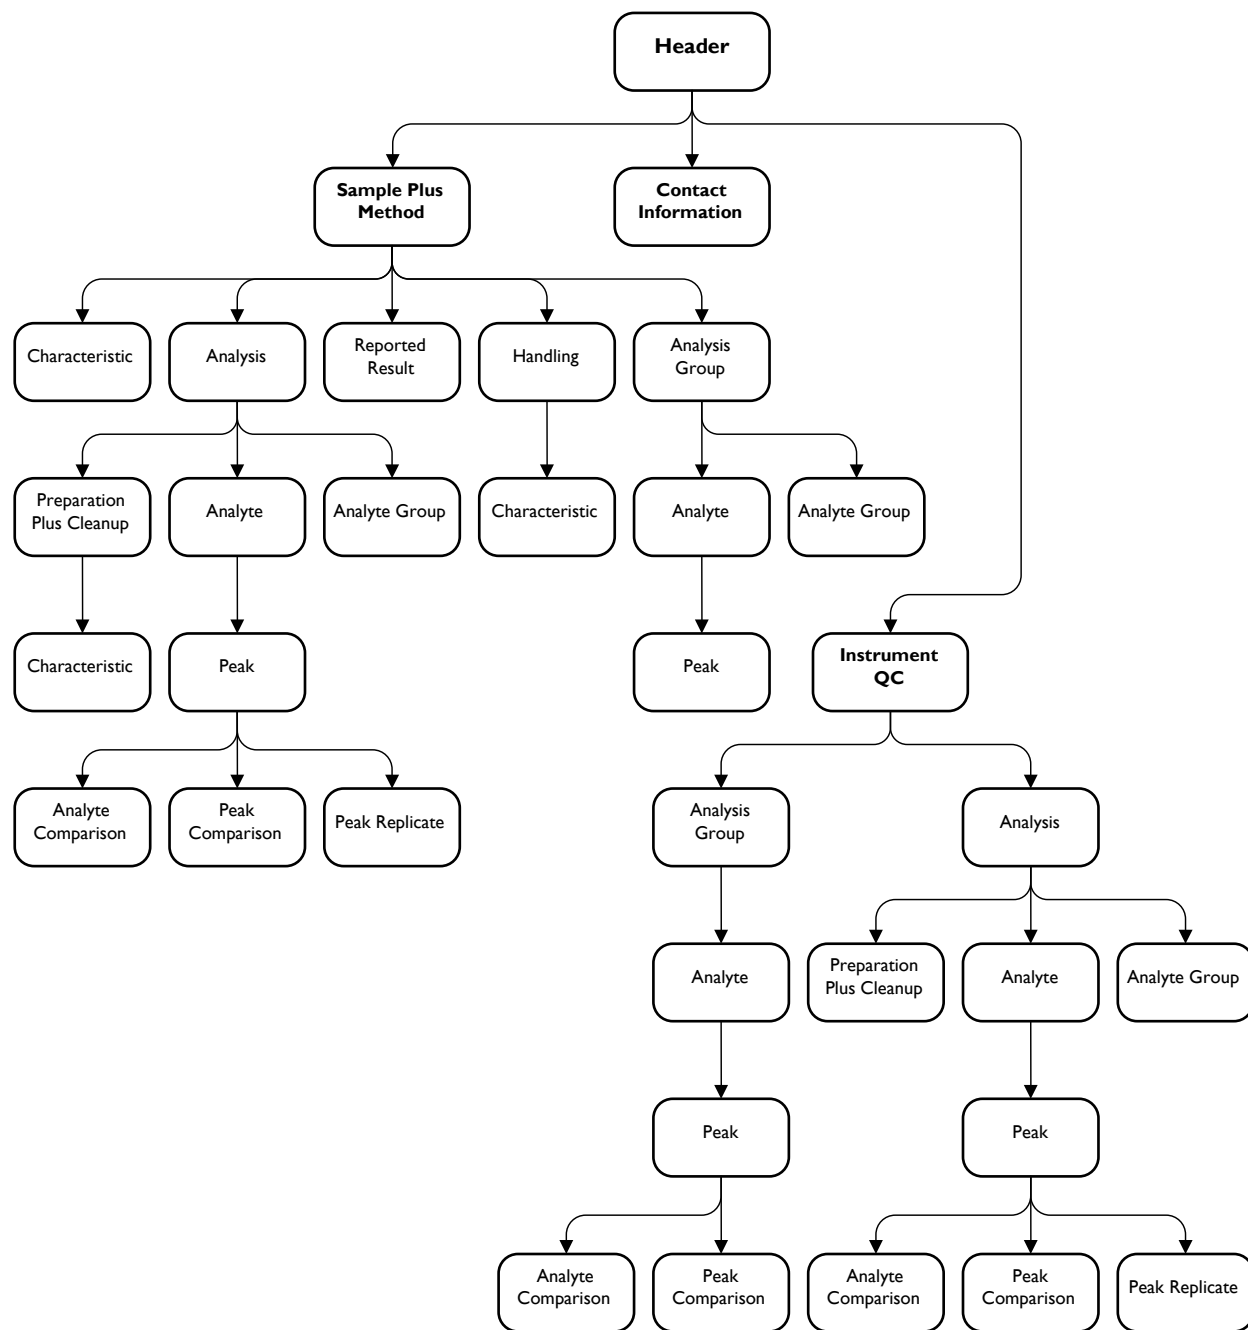 Header
Sample Plus
Method
Contact
Information
Characteristic
Analysis
Reported
Result
Handling
Analysis
Group
Preparation
Plus Cleanup
Analyte
Analyte Group
Characteristic
Analyte
Analyte Group
Characteristic
Peak
Peak
Instrument
QC
Analyte
Comparison
Peak
Comparison
Peak Replicate
Analysis
Group
Analysis
Analyte
Preparation
Plus Cleanup
Analyte
Analyte Group
Peak
Peak
Analyte
Comparison
Peak
Comparison
Analyte
Comparison
Peak
Comparison
Peak Replicate